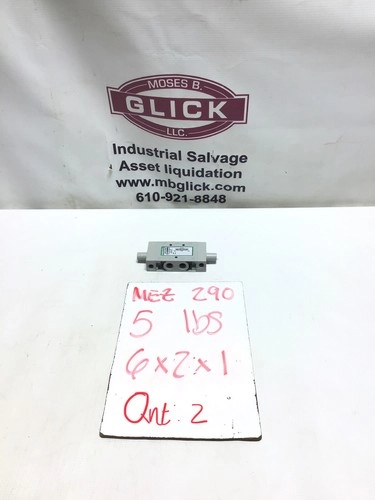 MOSES B.
GLICK
LLC.
Industrial Salvage
Asset liquidation
www.mbglick.com
610-921-8848
MEZ 290
5 lbs
6x2x1
Qnt: 2